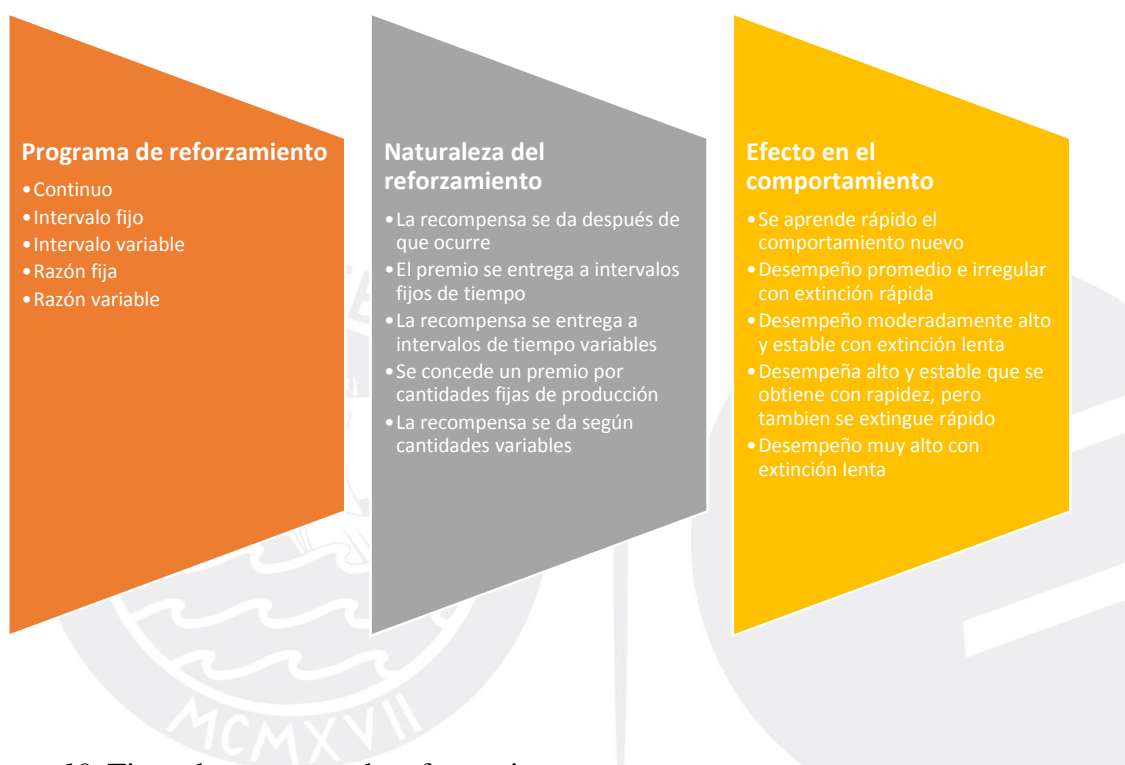 Programa de reforzamiento
•Continuo
•Intervalo fijo
•Intervalo variable
•Razón fija
•Razón variable
Naturaleza del
reforzamiento
•La recompensa se da después de
que ocurre
•El premio se entrega a intervalos
fijos de tiempo
•La recompensa se entrega a
intervalos de tiempo variables
•Se concede un premio por
cantidades fijas de producción
•La recompensa se da según
cantidades variables
Efecto en el
comportamiento
•Se aprende rápido el
comportamiento nuevo
•Desempeño promedio e irregular
con extinción rápida
•Desempeño moderadamente alto
y estable con extinción lenta
•Desempeña alto y estable que se
obtiene con rapidez, pero
tambien se extingue rápido
•Desempeño muy alto con
extinción lenta
MCMXVII